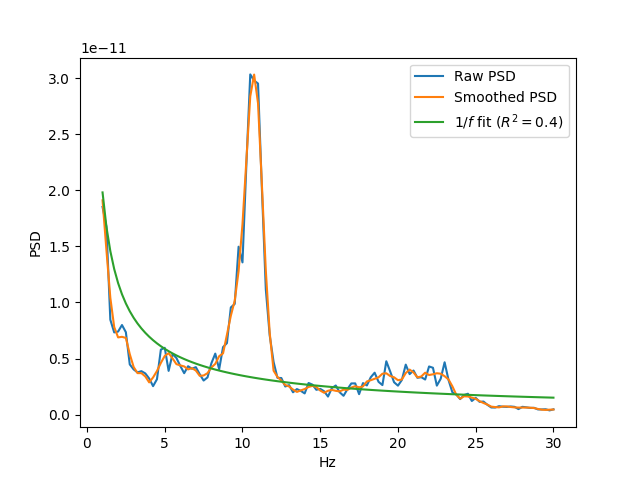 1e−11
3.0
2.5
2.0
1.5
1.0
0.5
0.0
PSD
Raw PSD
Smoothed PSD
1/f fit (R² = 0.4)
0 5 10 15 20 25 30
Hz